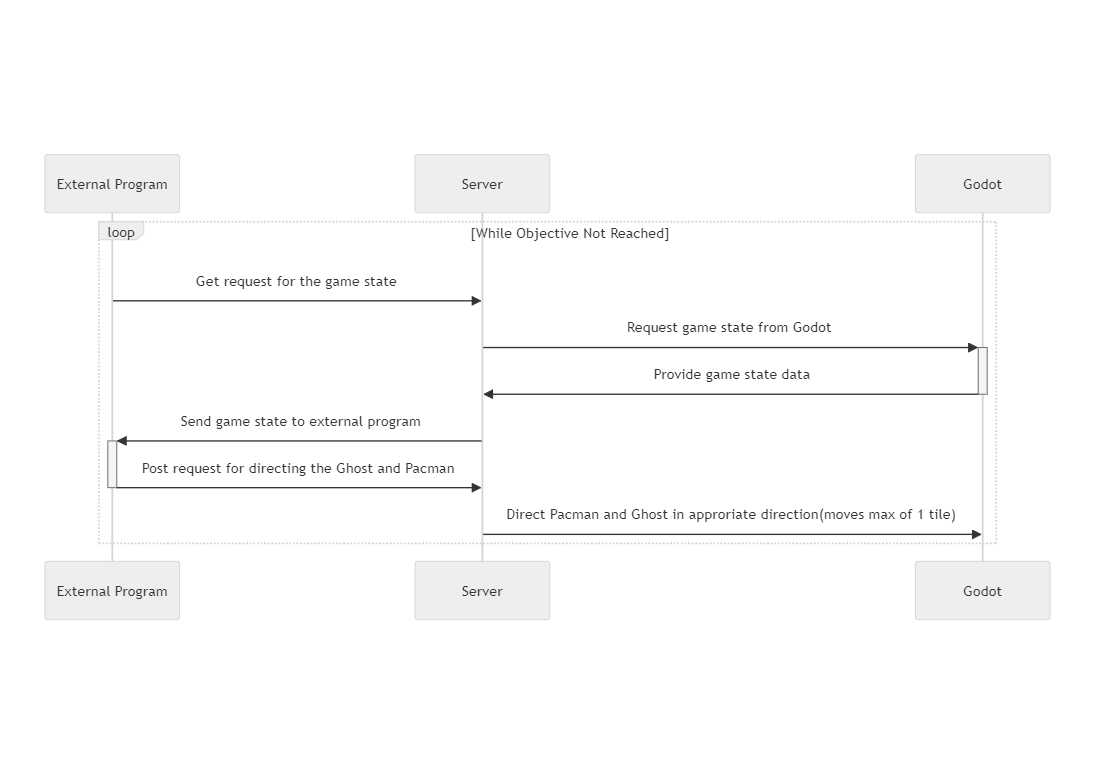 External Program
Server
Godot
loop
[While Objective Not Reached]
Get request for the game state
Request game state from Godot
Provide game state data
Send game state to external program
Post request for directing the Ghost and Pacman
Direct Pacman and Ghost in approriate direction(moves max of 1 tile)
External Program
Server
Godot